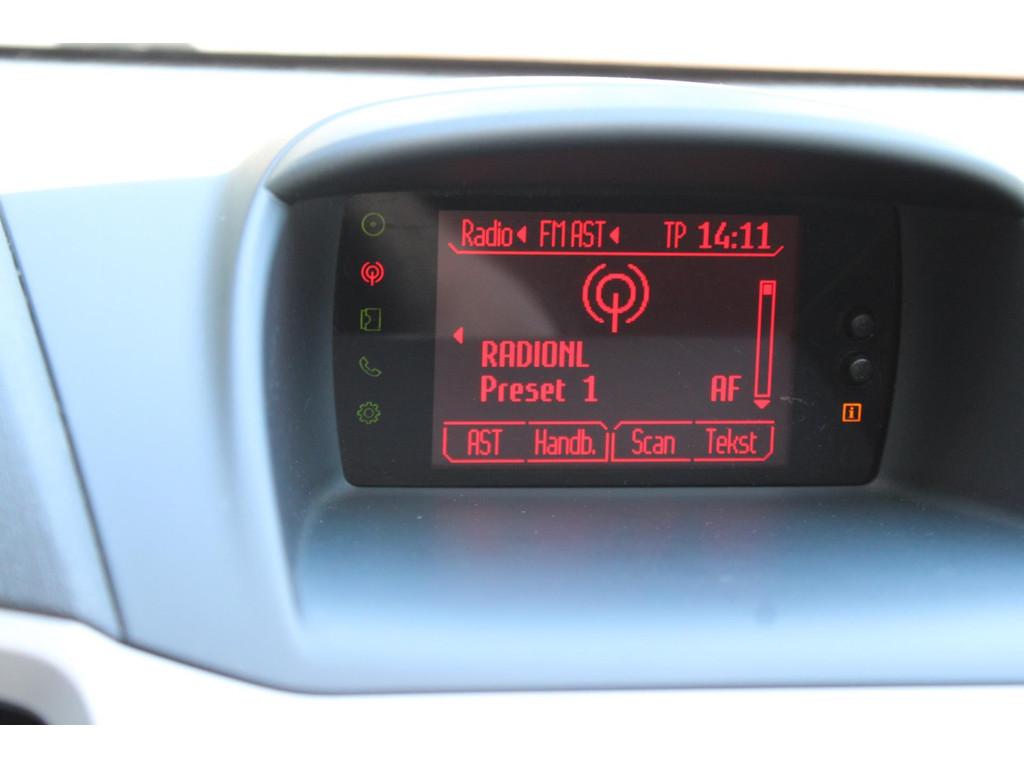 Radio FM AST TP 14:11
RADIONL
Preset 1 AF
AST Handb. Scan Tekst